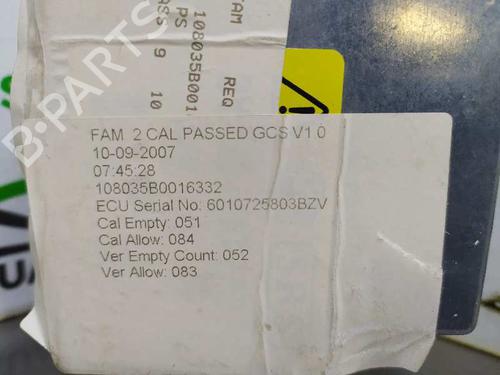 FAM 2 CAL PASSED GCS V1 0
10-09-2007
07:45:28
108035B0016332
ECU Serial No: 6010725803BZV
Cal Empty: 051
Cal Allow: 084
Ver Empty Count: 052
Ver Allow: 083
FAM REQ
108035B001
PS
ASS 9 10
B-PARTS